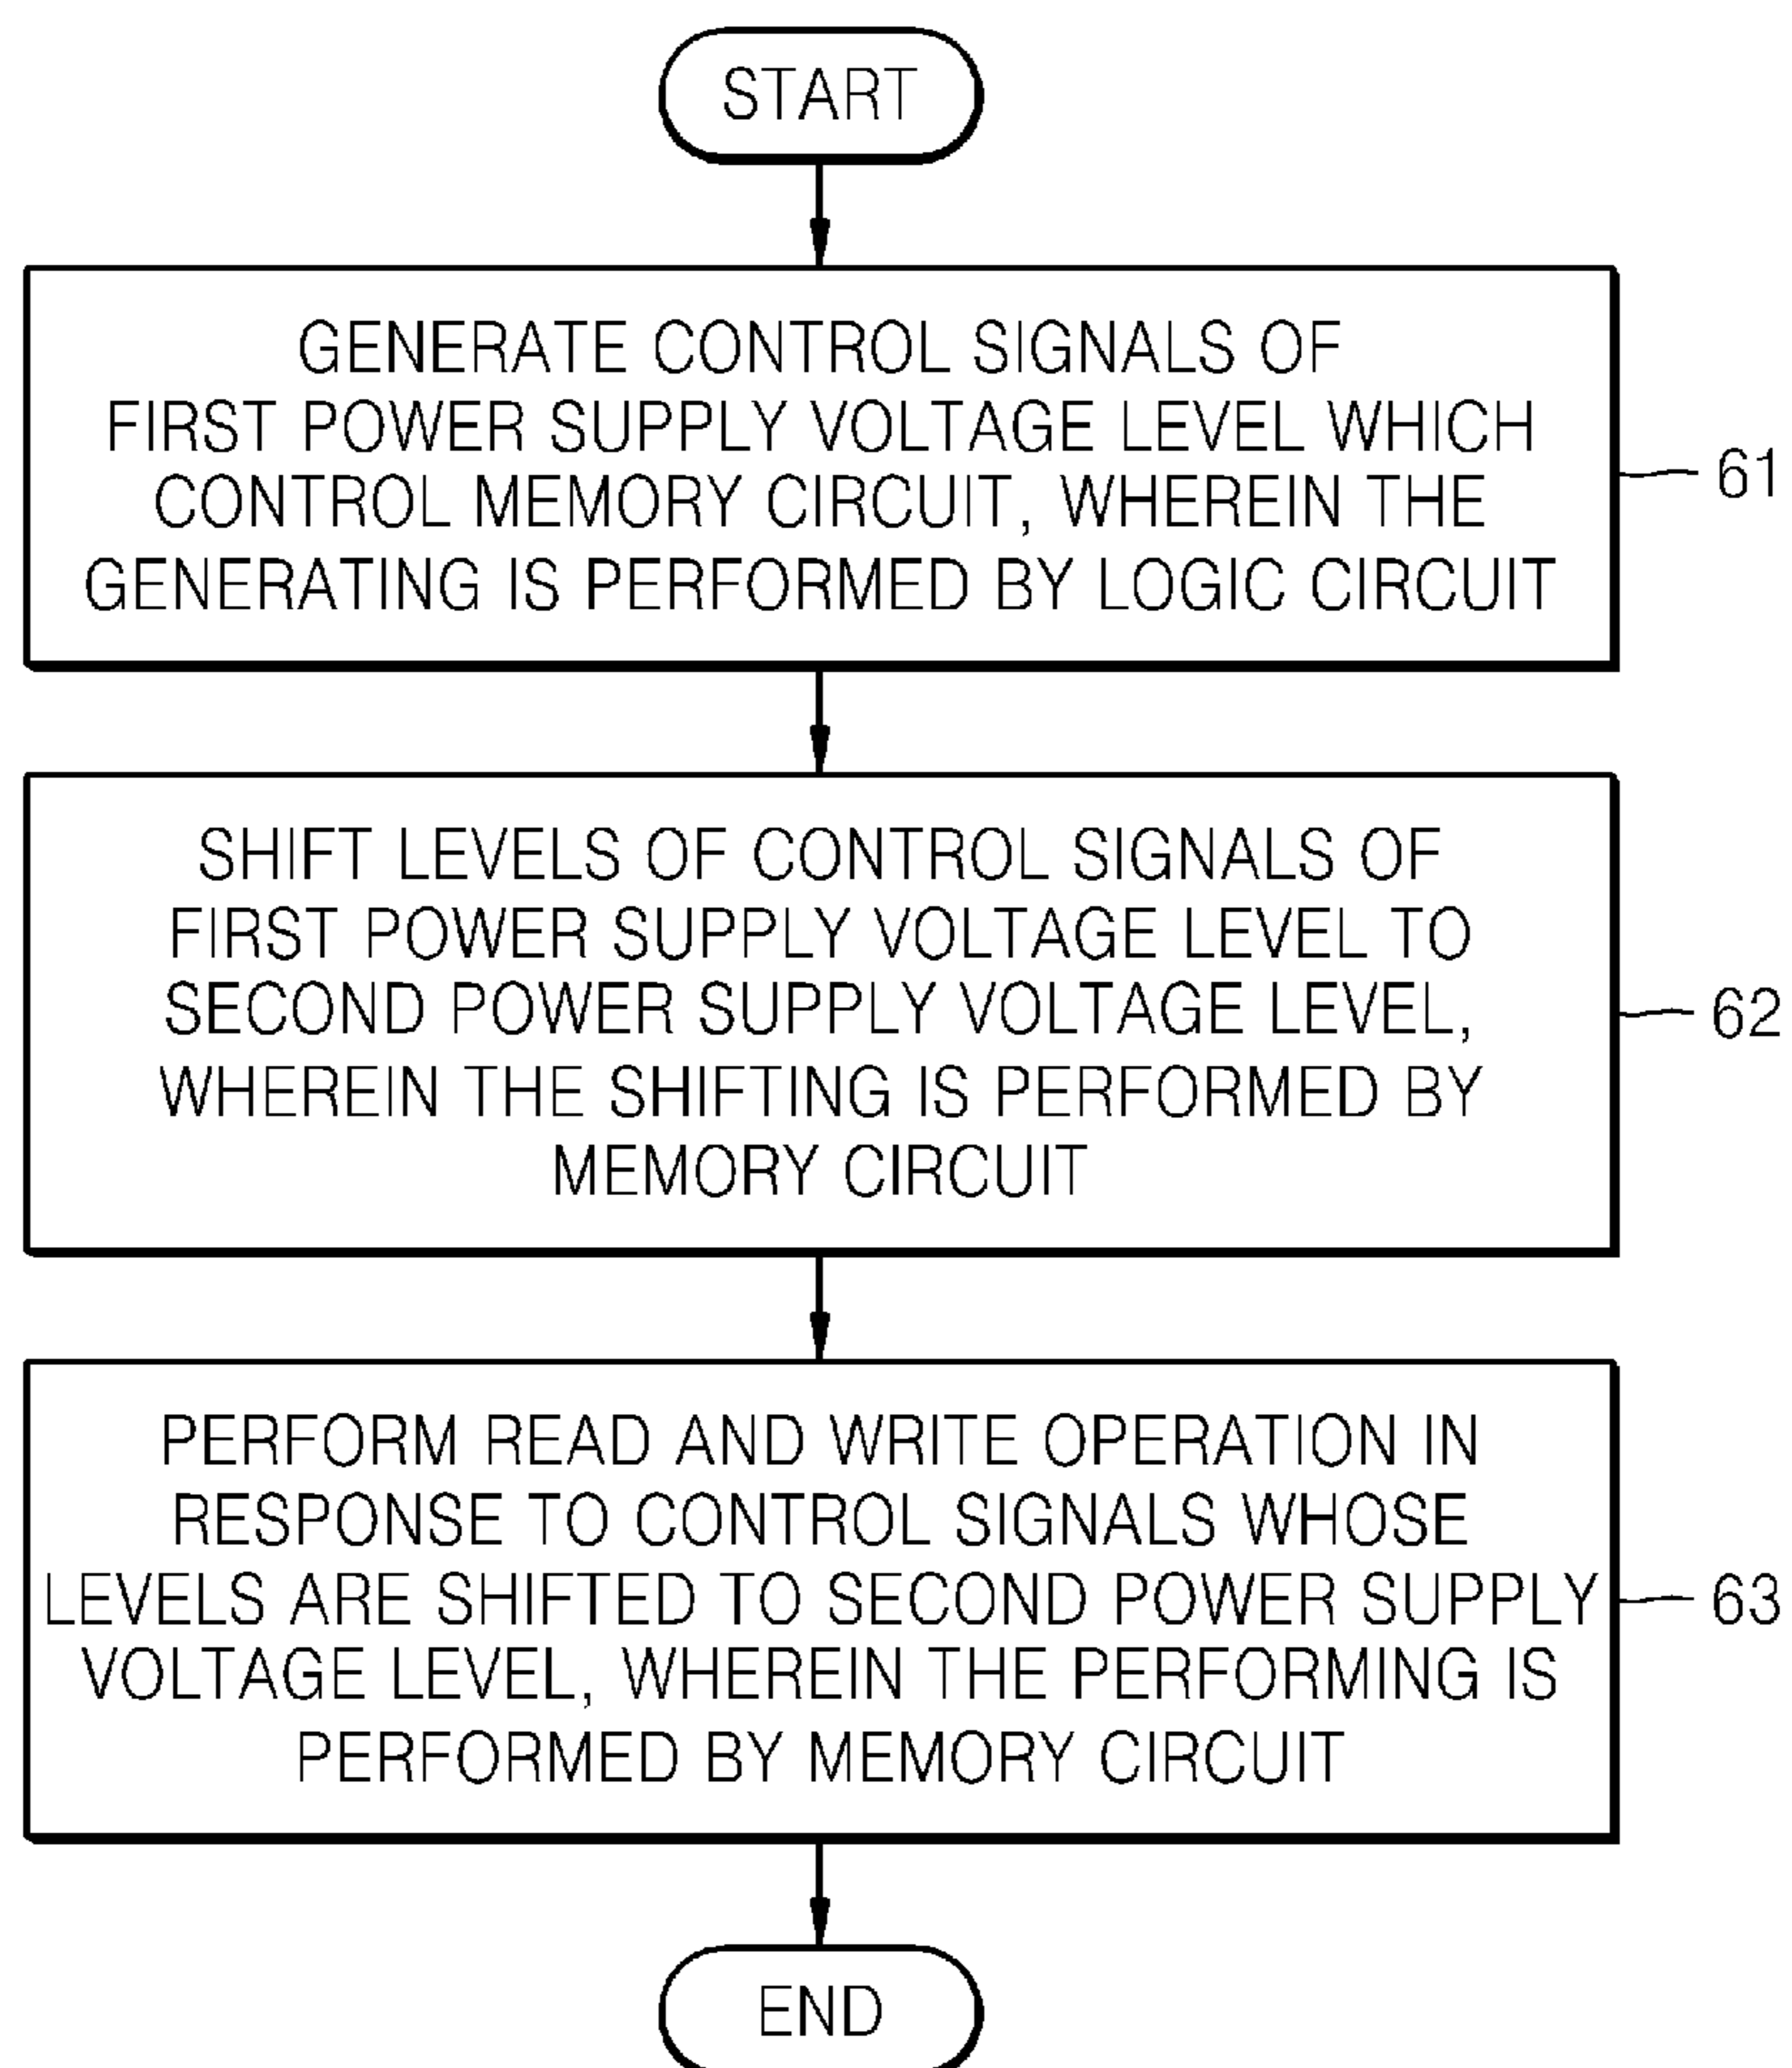 START
GENERATE CONTROL SIGNALS OF
FIRST POWER SUPPLY VOLTAGE LEVEL WHICH
CONTROL MEMORY CIRCUIT, WHEREIN THE
GENERATING IS PERFORMED BY LOGIC CIRCUIT
61
SHIFT LEVELS OF CONTROL SIGNALS OF
FIRST POWER SUPPLY VOLTAGE LEVEL TO
SECOND POWER SUPPLY VOLTAGE LEVEL,
WHEREIN THE SHIFTING IS PERFORMED BY
MEMORY CIRCUIT
62
PERFORM READ AND WRITE OPERATION IN
RESPONSE TO CONTROL SIGNALS WHOSE
LEVELS ARE SHIFTED TO SECOND POWER SUPPLY
VOLTAGE LEVEL, WHEREIN THE PERFORMING IS
PERFORMED BY MEMORY CIRCUIT
63
END